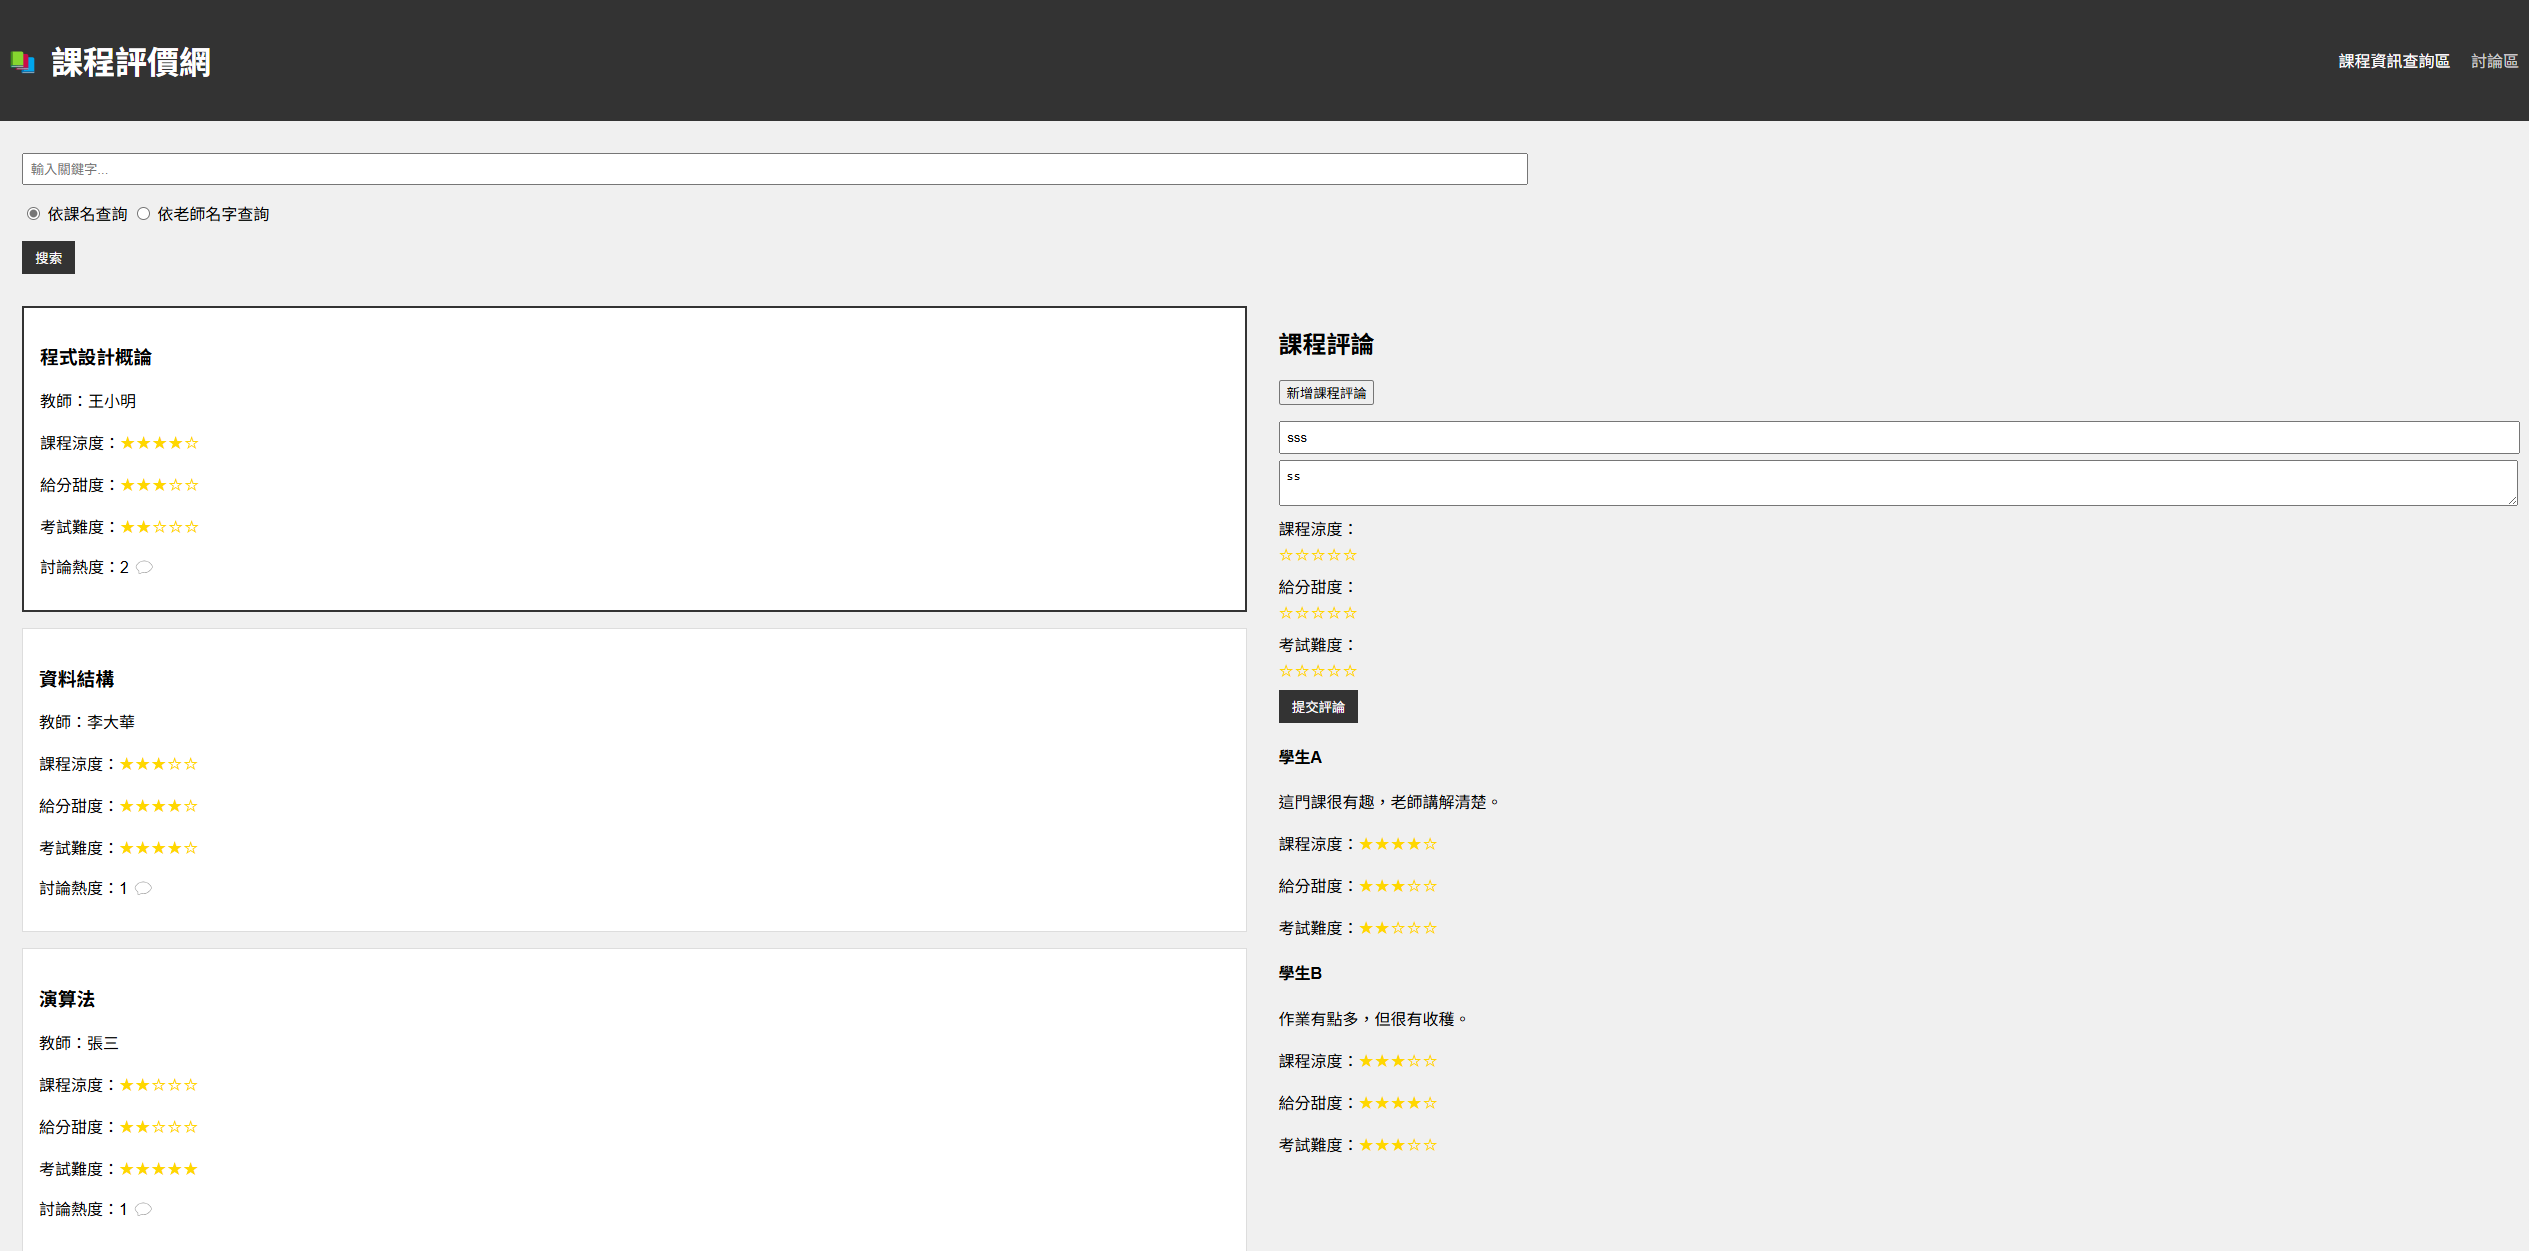 課程評價網
課程資訊查詢區 討論區
輸入關鍵字...
依課名查詢 依老師名字查詢
搜索
程式設計概論
教師：王小明
課程涼度：★★★★☆
給分甜度：★★★☆☆
考試難度：★★☆☆☆
討論熱度：2
資料結構
教師：李大華
課程涼度：★★★☆☆
給分甜度：★★★★☆
考試難度：★★★★☆
討論熱度：1
演算法
教師：張三
課程涼度：★★☆☆☆
給分甜度：★★☆☆☆
考試難度：★★★★★
討論熱度：1
課程評論
新增課程評論
sss
ss
課程涼度：
☆☆☆☆☆
給分甜度：
☆☆☆☆☆
考試難度：
☆☆☆☆☆
提交評論
學生A
這門課很有趣，老師講解清楚。
課程涼度：★★★★☆
給分甜度：★★★☆☆
考試難度：★★☆☆☆
學生B
作業有點多，但很有收穫。
課程涼度：★★★☆☆
給分甜度：★★★★☆
考試難度：★★★☆☆